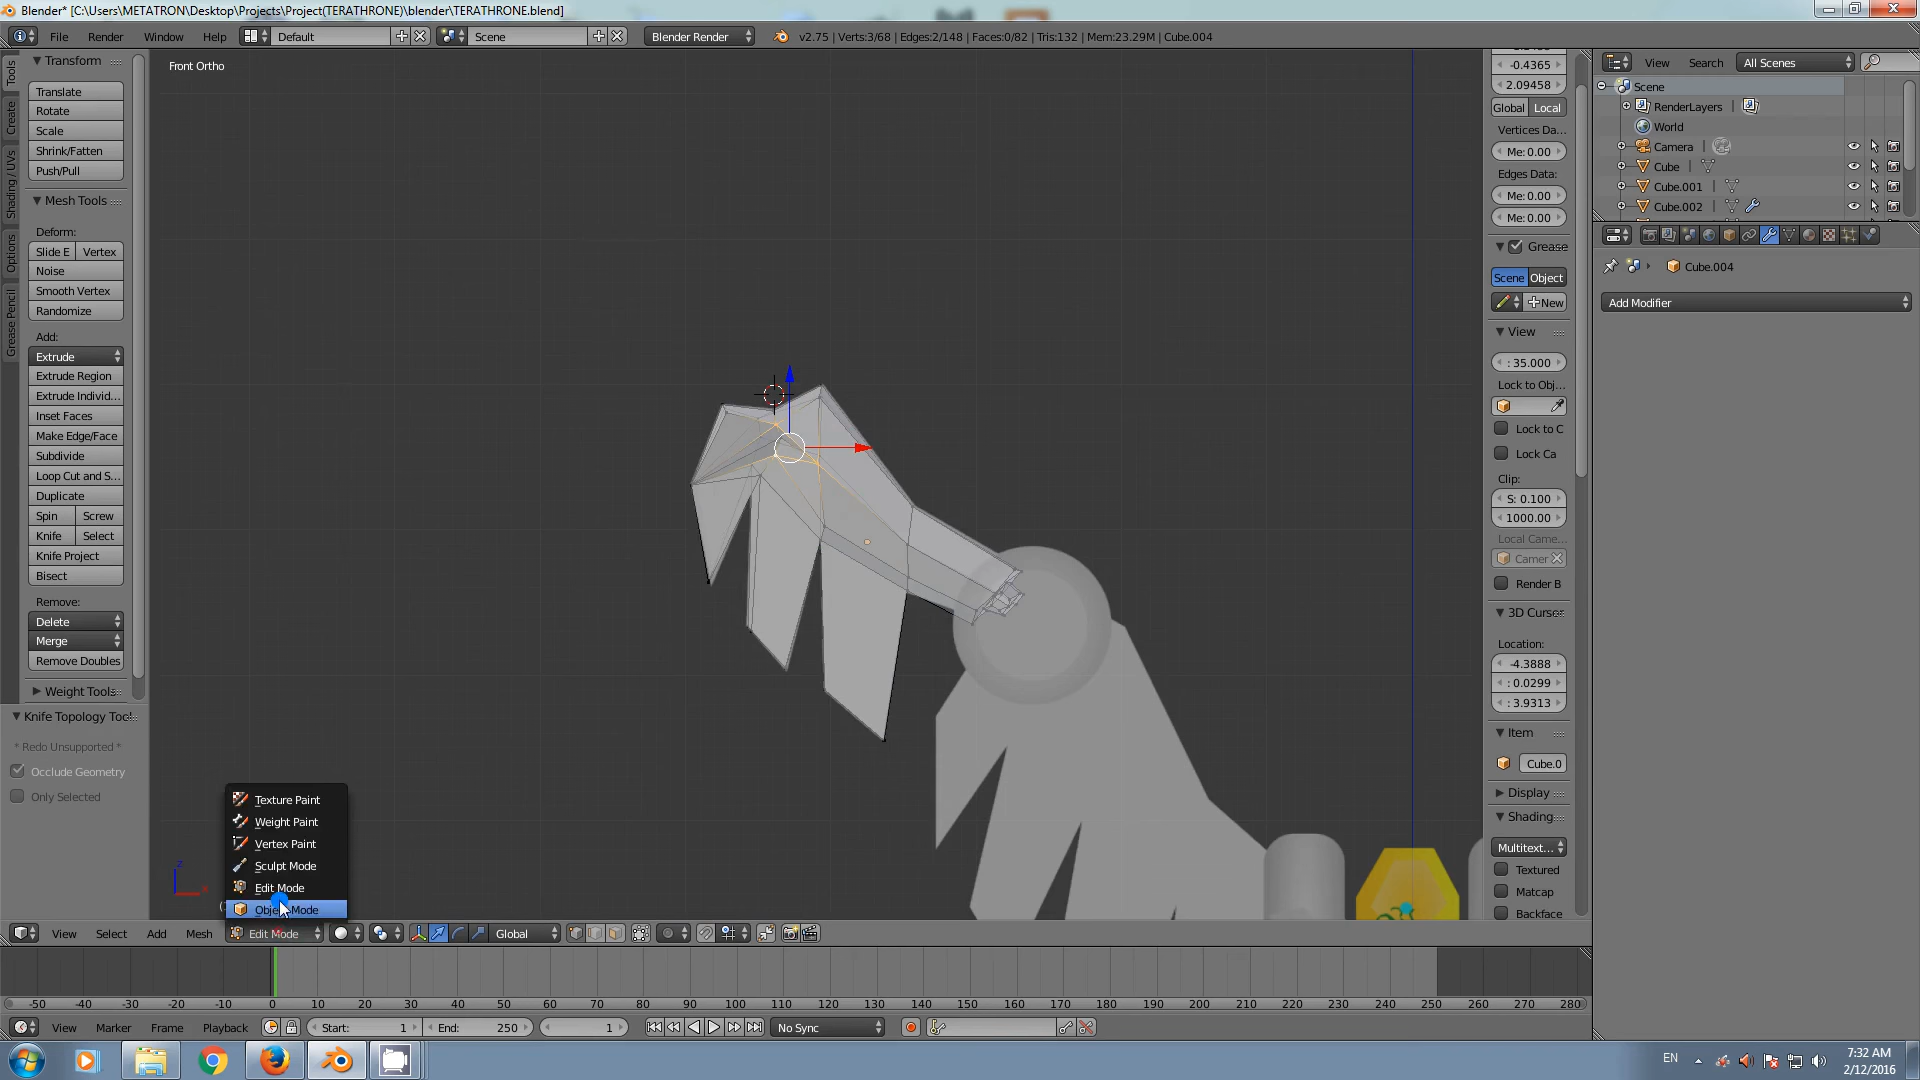 Blender* [C:\Users\METATRON\Desktop\Projects\Project(TERATHRONE)\blender\TERATHRONE.blend]
File Render Window Help Default Scene Blender Render v2.75 | Verts:3/68 | Edges:2/148 | Faces:0/82 | Tris:132 | Mem:23.29M | Cube.004
Tools
Create
Shading / UVs
Options
Grease Pencil
Transform
Translate
Rotate
Scale
Shrink/Fatten
Push/Pull
Mesh Tools
Deform:
Slide E Vertex
Noise
Smooth Vertex
Randomize
Add:
Extrude
Extrude Region
Extrude Individ...
Inset Faces
Make Edge/Face
Subdivide
Loop Cut and S...
Duplicate
Spin Screw
Knife Select
Knife Project
Bisect
Remove:
Delete
Merge
Remove Doubles
Weight Tools
Knife Topology Tool
* Redo Unsupported *
Occlude Geometry
Only Selected
Front Ortho
Texture Paint
Weight Paint
Vertex Paint
Sculpt Mode
Edit Mode
Object Mode
z
x
View Select Add Mesh Edit Mode Global
-0.4365
2.09458
Global Local
Vertices Da...
Me: 0.00
Edges Data:
Me: 0.00
Me: 0.00
Grease
Scene Object
New
View
: 35.000
Lock to Obj...
Lock to C
Lock Ca
Clip:
S: 0.100
1000.00
Local Came...
Camer
Render B
3D Curso
Location:
-4.3888
: 0.0299
: 3.9313
Item
Cube.0
Display
Shading
Multitext...
Textured
Matcap
Backface
View Search All Scenes
Scene
RenderLayers |
World
Camera |
Cube |
Cube.001 |
Cube.002 |
Cube.004
Add Modifier
-50 -40 -30 -20 -10 0 10 20 30 40 50 60 70 80 90 100 110 120 130 140 150 160 170 180 190 200 210 220 230 240 250 260 270 280
View Marker Frame Playback Start: 1 End: 250 1 No Sync
EN
7:32 AM
2/12/2016